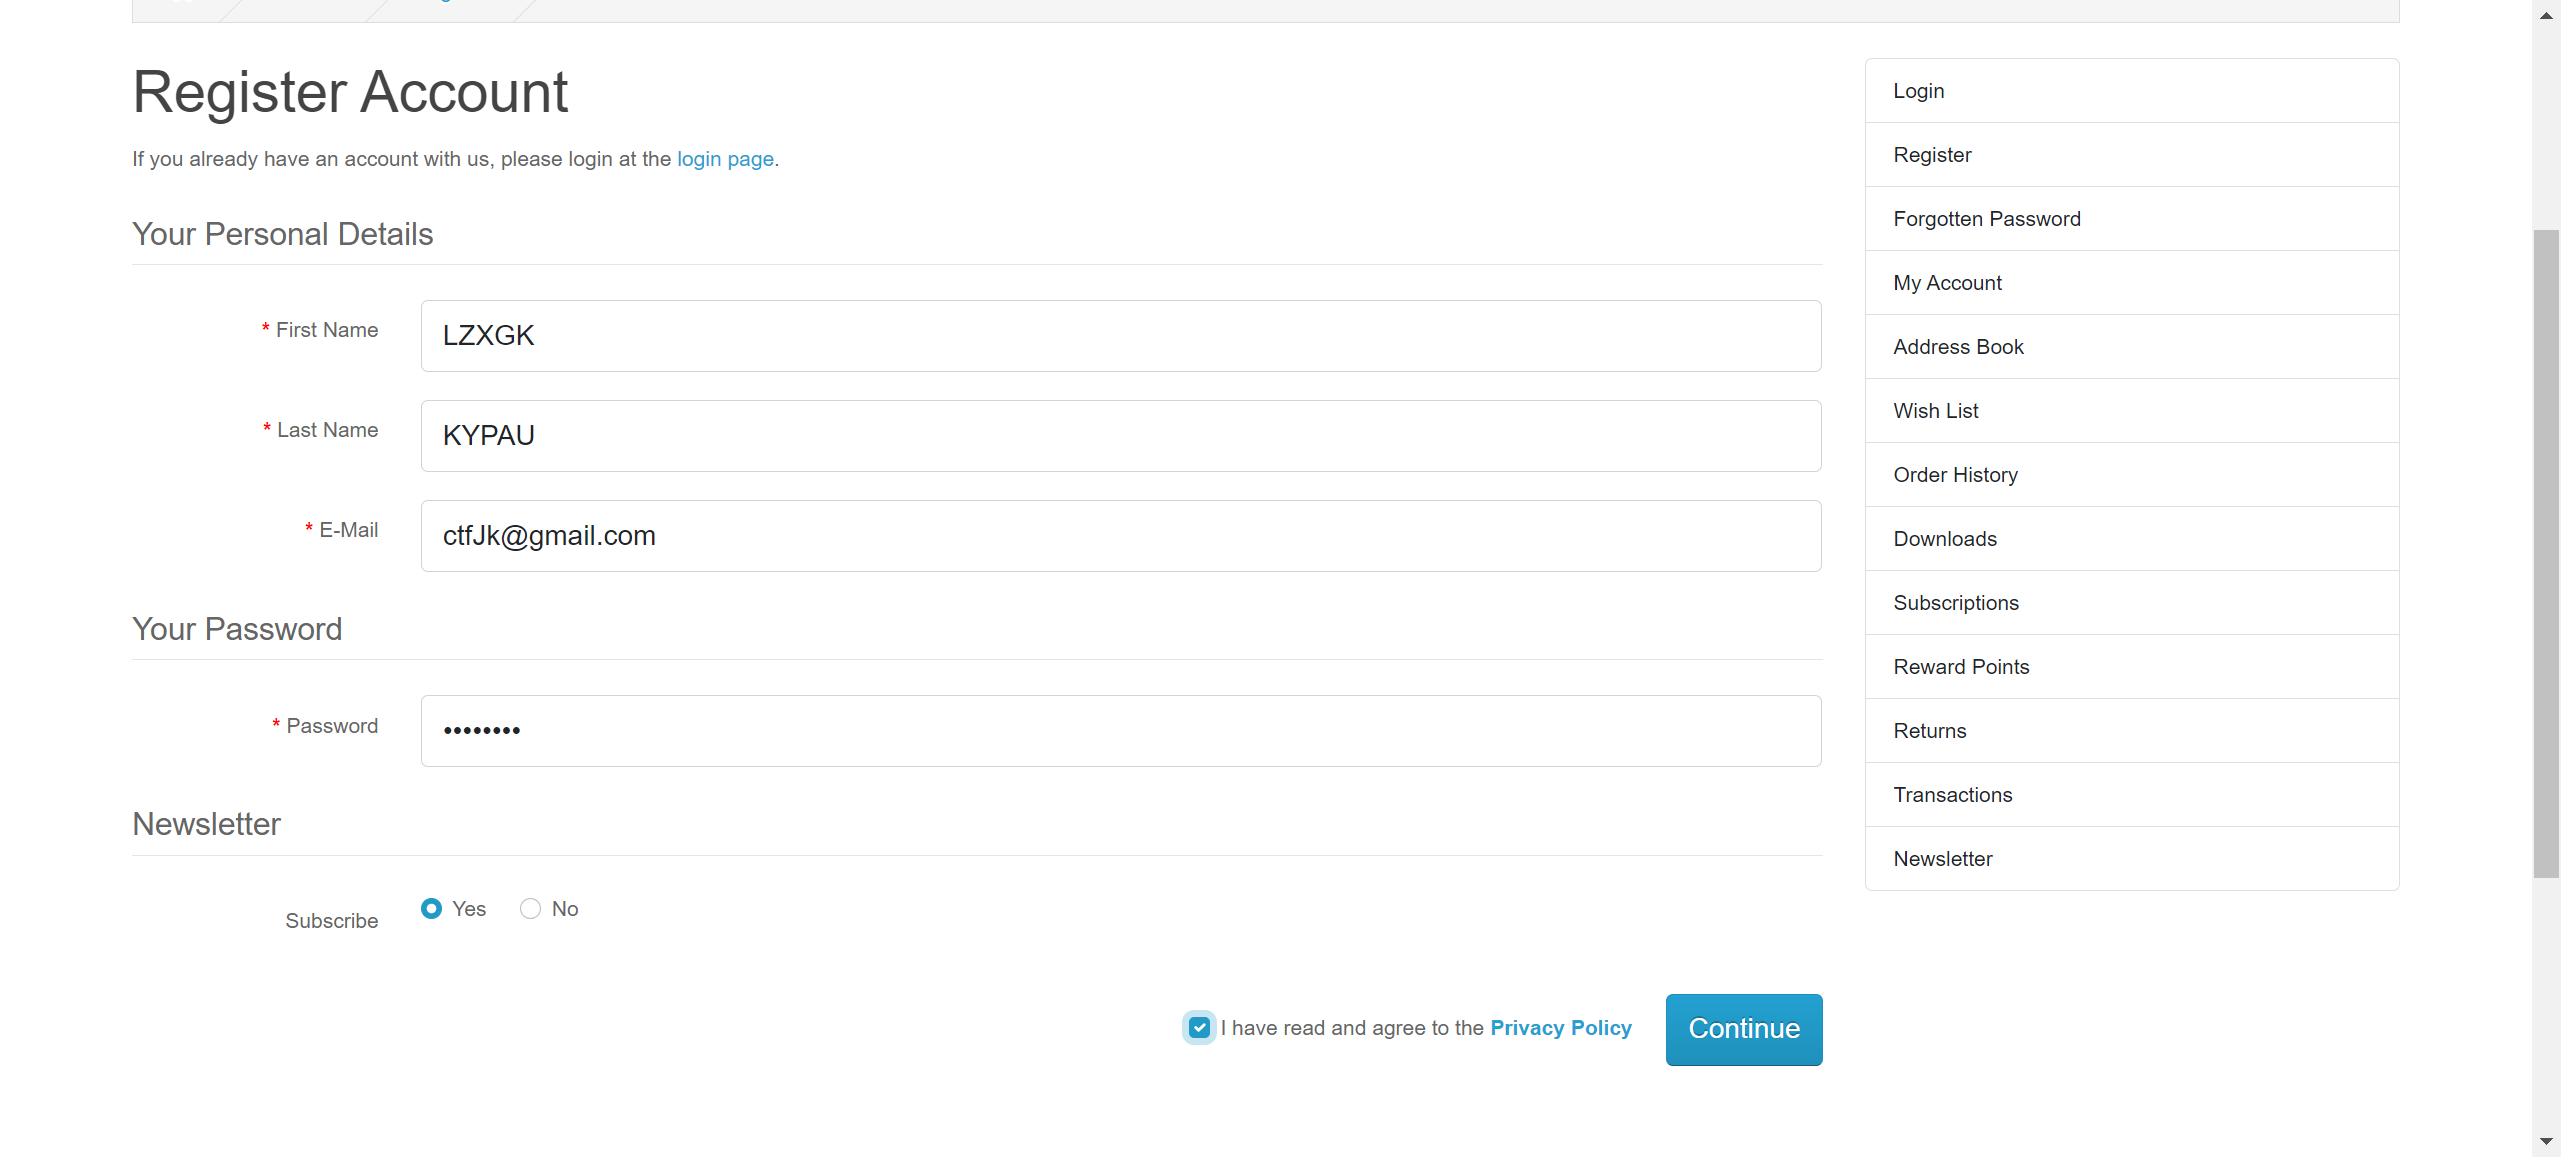 Register Account
If you already have an account with us, please login at the login page.
Your Personal Details
* First Name
LZXGK
* Last Name
KYPAU
* E-Mail
ctfJk@gmail.com
Your Password
* Password
••••••••
Newsletter
Subscribe
Yes
No
I have read and agree to the Privacy Policy
Continue
Login
Register
Forgotten Password
My Account
Address Book
Wish List
Order History
Downloads
Subscriptions
Reward Points
Returns
Transactions
Newsletter